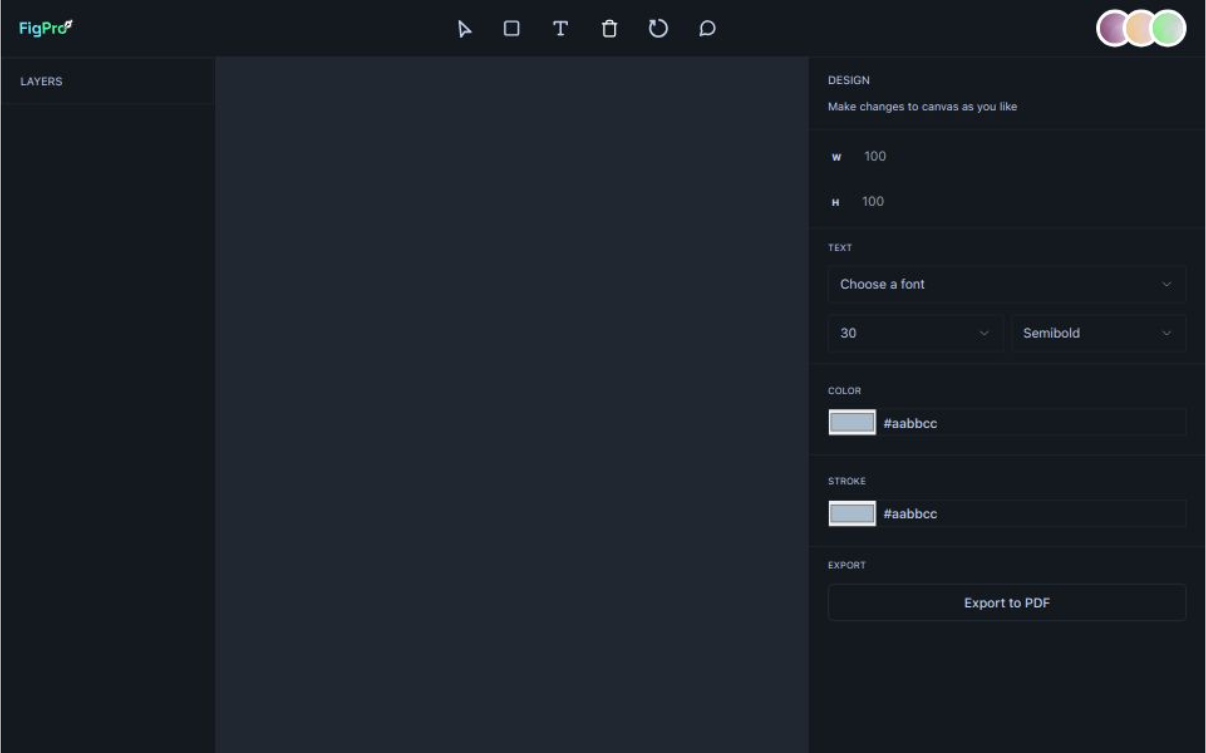 FigPro
LAYERS
DESIGN
Make changes to canvas as you like
W 100
H 100
TEXT
Choose a font
30 Semibold
COLOR
#aabbcc
STROKE
#aabbcc
EXPORT
Export to PDF